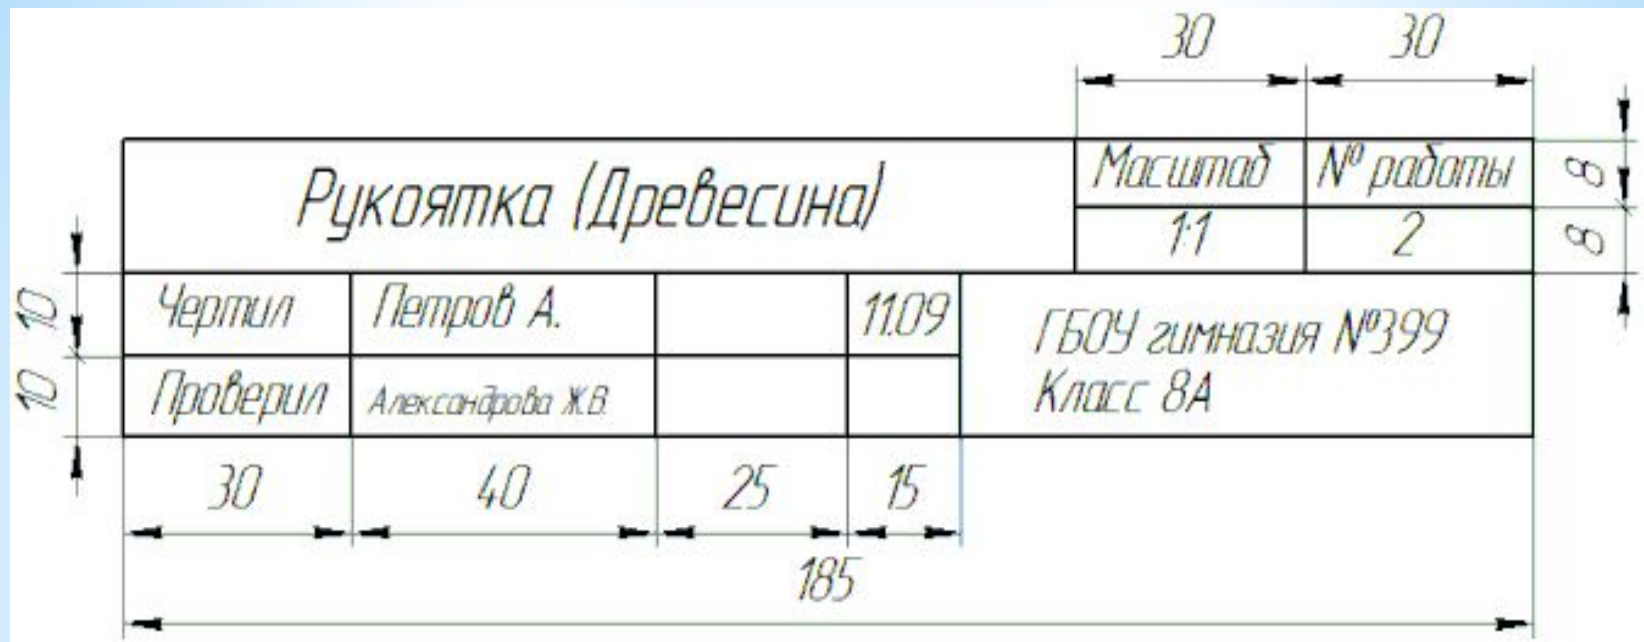 30 30
Рукоятка (Древесина) Масштаб № работы 8
1:1 2 8
10 Чертил Петров А. 11.09 ГБОУ гимназия №399
10 Проверил Александрова Ж.В. Класс 8А
30 40 25 15
185